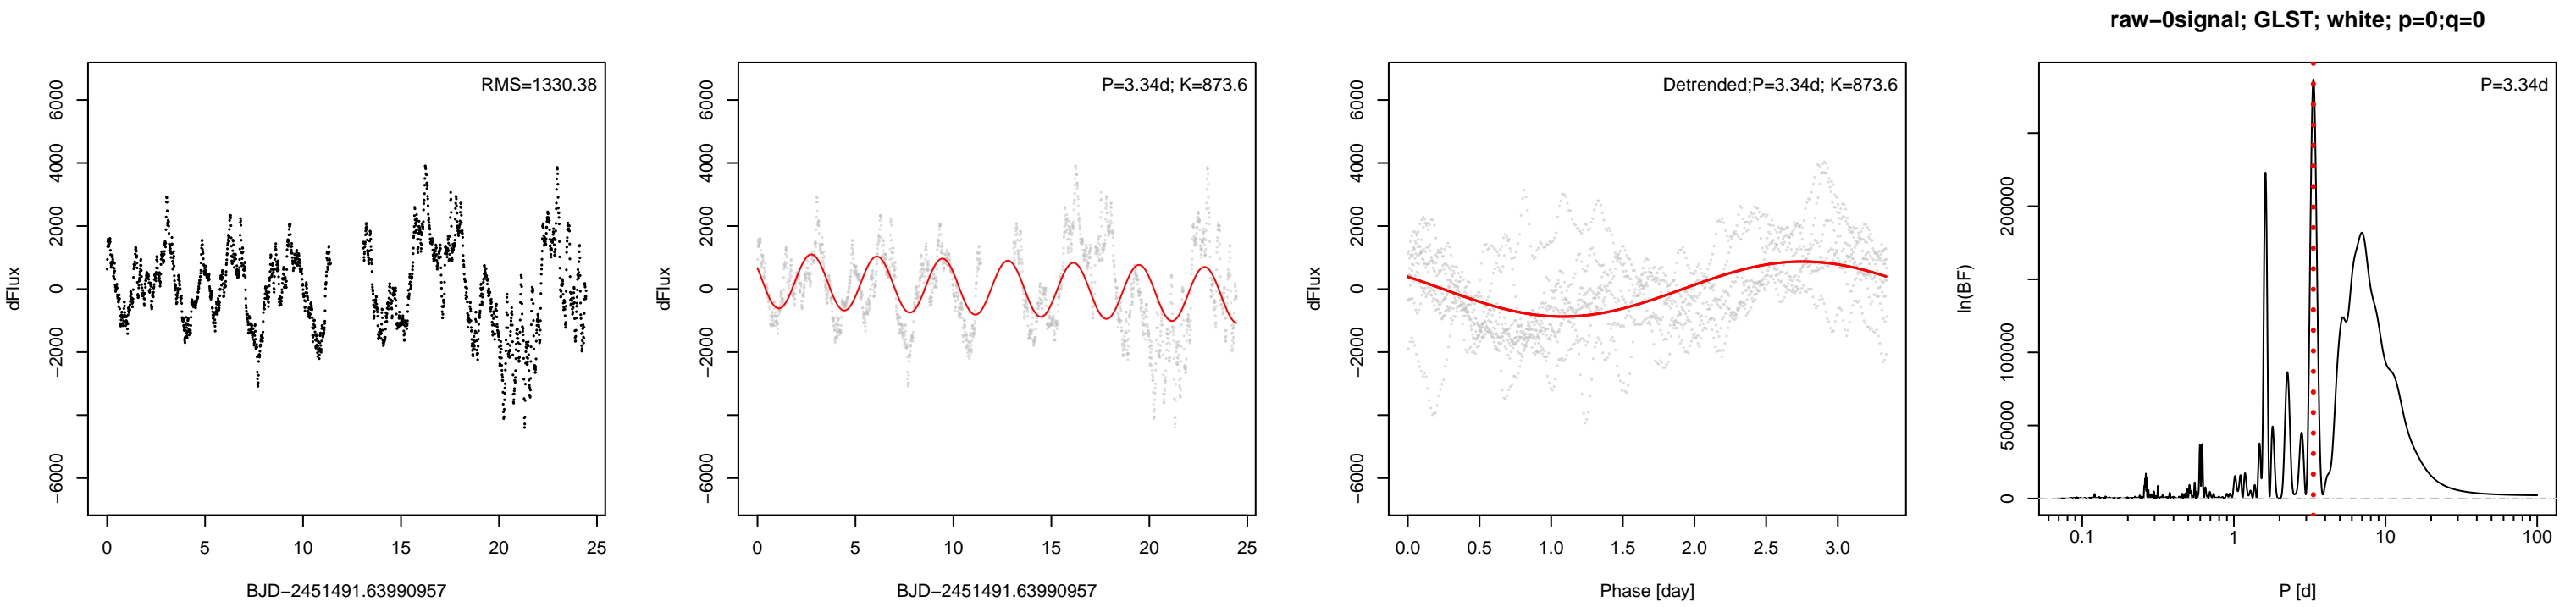 raw−0signal; GLST; white; p=0;q=0
RMS=1330.38
dFlux
6000
4000
2000
0
−2000
−6000
0 5 10 15 20 25
BJD−2451491.63990957
P=3.34d; K=873.6
dFlux
6000
4000
2000
0
−2000
−6000
0 5 10 15 20 25
BJD−2451491.63990957
Detrended;P=3.34d; K=873.6
dFlux
6000
4000
2000
0
−2000
−6000
0.0 0.5 1.0 1.5 2.0 2.5 3.0
Phase [day]
P=3.34d
ln(BF)
200000
100000
50000
0
0.1 1 10 100
P [d]